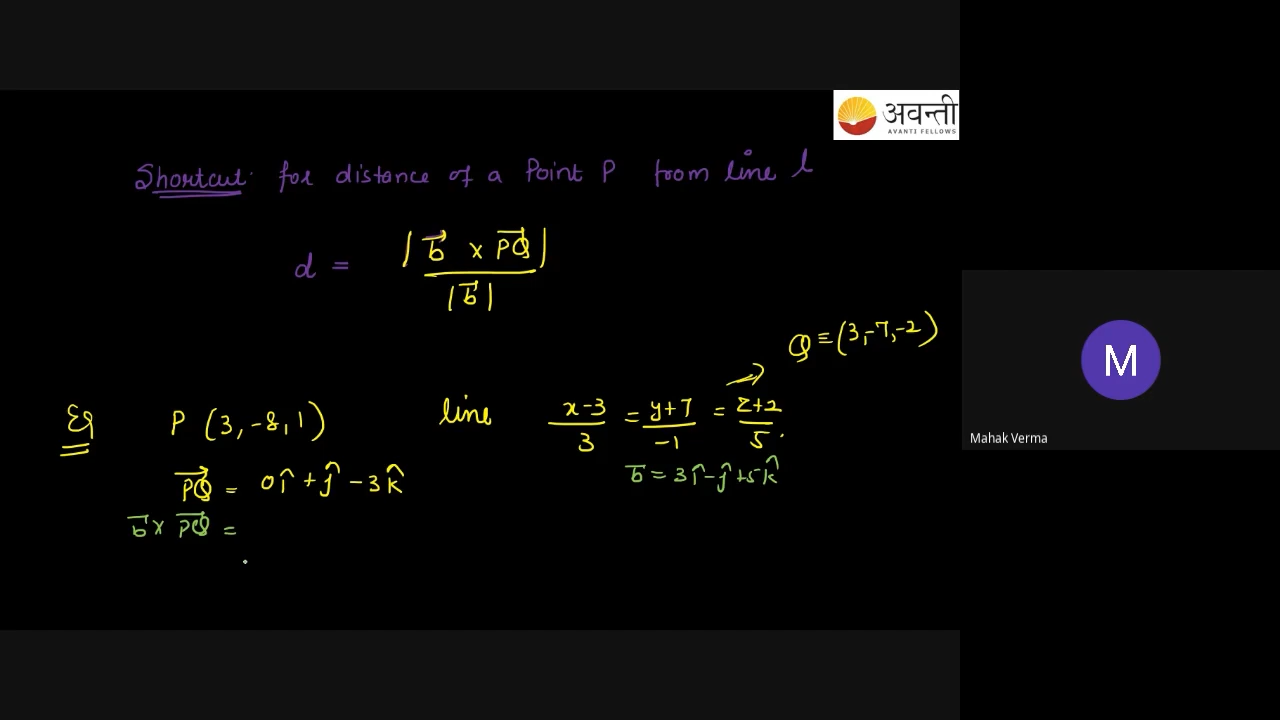 अवन्ती
AVANTI FELLOWS
Shortcut for distance of a Point P from line l
d = |b⃗ × PQ⃗| / |b⃗|
Q ≡ (3, -7, -2)
Eg P (3, -8, 1) line (x-3)/3 = (y+7)/-1 = (z+2)/5
PQ⃗ = 0î + ĵ - 3k̂
b⃗ = 3î - ĵ + 5k̂
b⃗ × PQ⃗ =
M
Mahak Verma